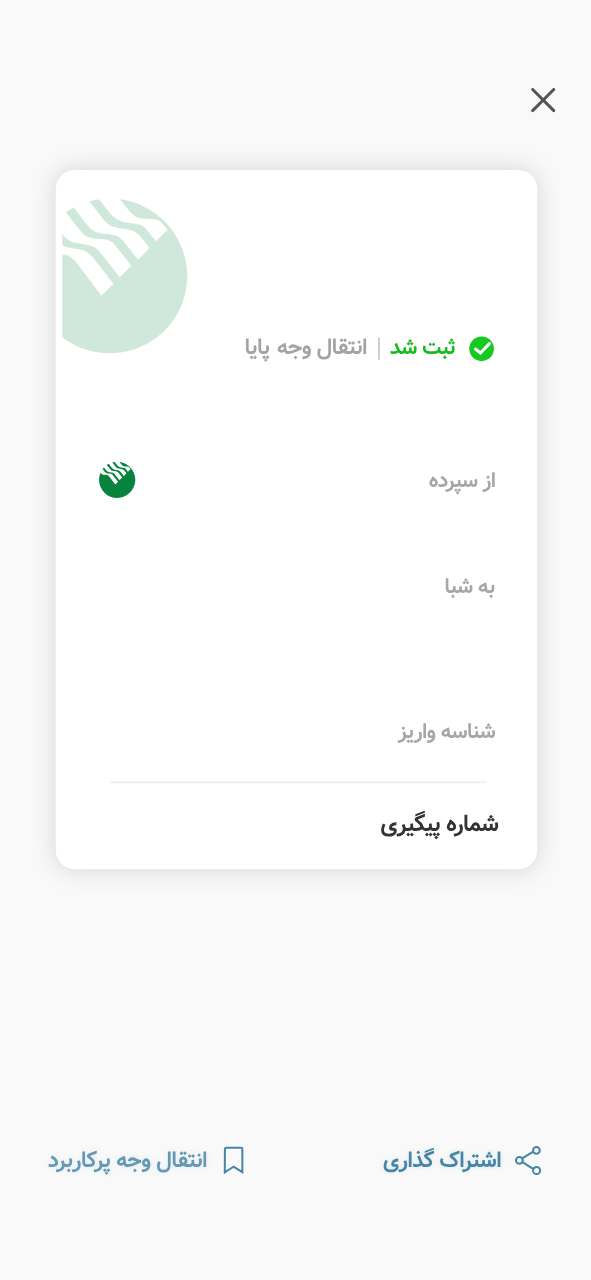 ثبت شد | انتقال وجه پایا
از سپرده
به شبا
شناسه واریز
شماره پیگیری
اشتراک گذاری
انتقال وجه پرکاربرد